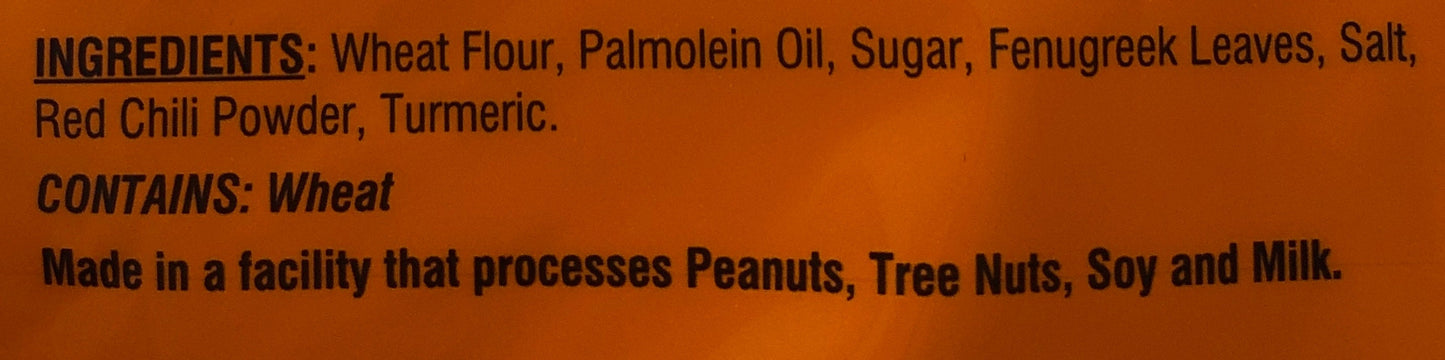 INGREDIENTS: Wheat Flour, Palmolein Oil, Sugar, Fenugreek Leaves, Salt,
Red Chili Powder, Turmeric.
CONTAINS: Wheat
Made in a facility that processes Peanuts, Tree Nuts, Soy and Milk.